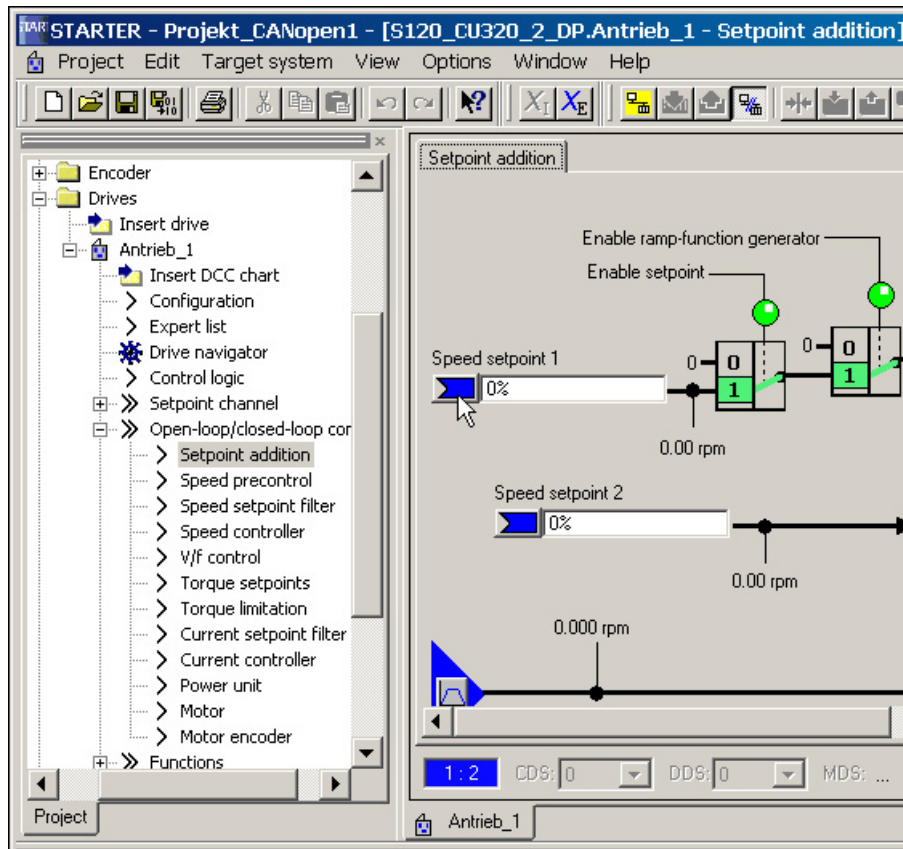 STARTER - Projekt_CANopen1 - [S120_CU320_2_DP.Antrieb_1 - Setpoint addition]
Project Edit Target system View Options Window Help
Encoder
Drives
Insert drive
Antrieb_1
Insert DCC chart
Configuration
Expert list
Drive navigator
Control logic
Setpoint channel
Open-loop/closed-loop cor
Setpoint addition
Speed precontrol
Speed setpoint filter
Speed controller
V/f control
Torque setpoints
Torque limitation
Current setpoint filter
Current controller
Power unit
Motor
Motor encoder
Functions
Project
Setpoint addition
Enable ramp-function generator
Enable setpoint
Speed setpoint 1
0%
0 0 1
0 0 1
0.00 rpm
Speed setpoint 2
0%
0.00 rpm
0.000 rpm
1 : 2 CDS: 0 DDS: 0 MDS: ...
Antrieb_1